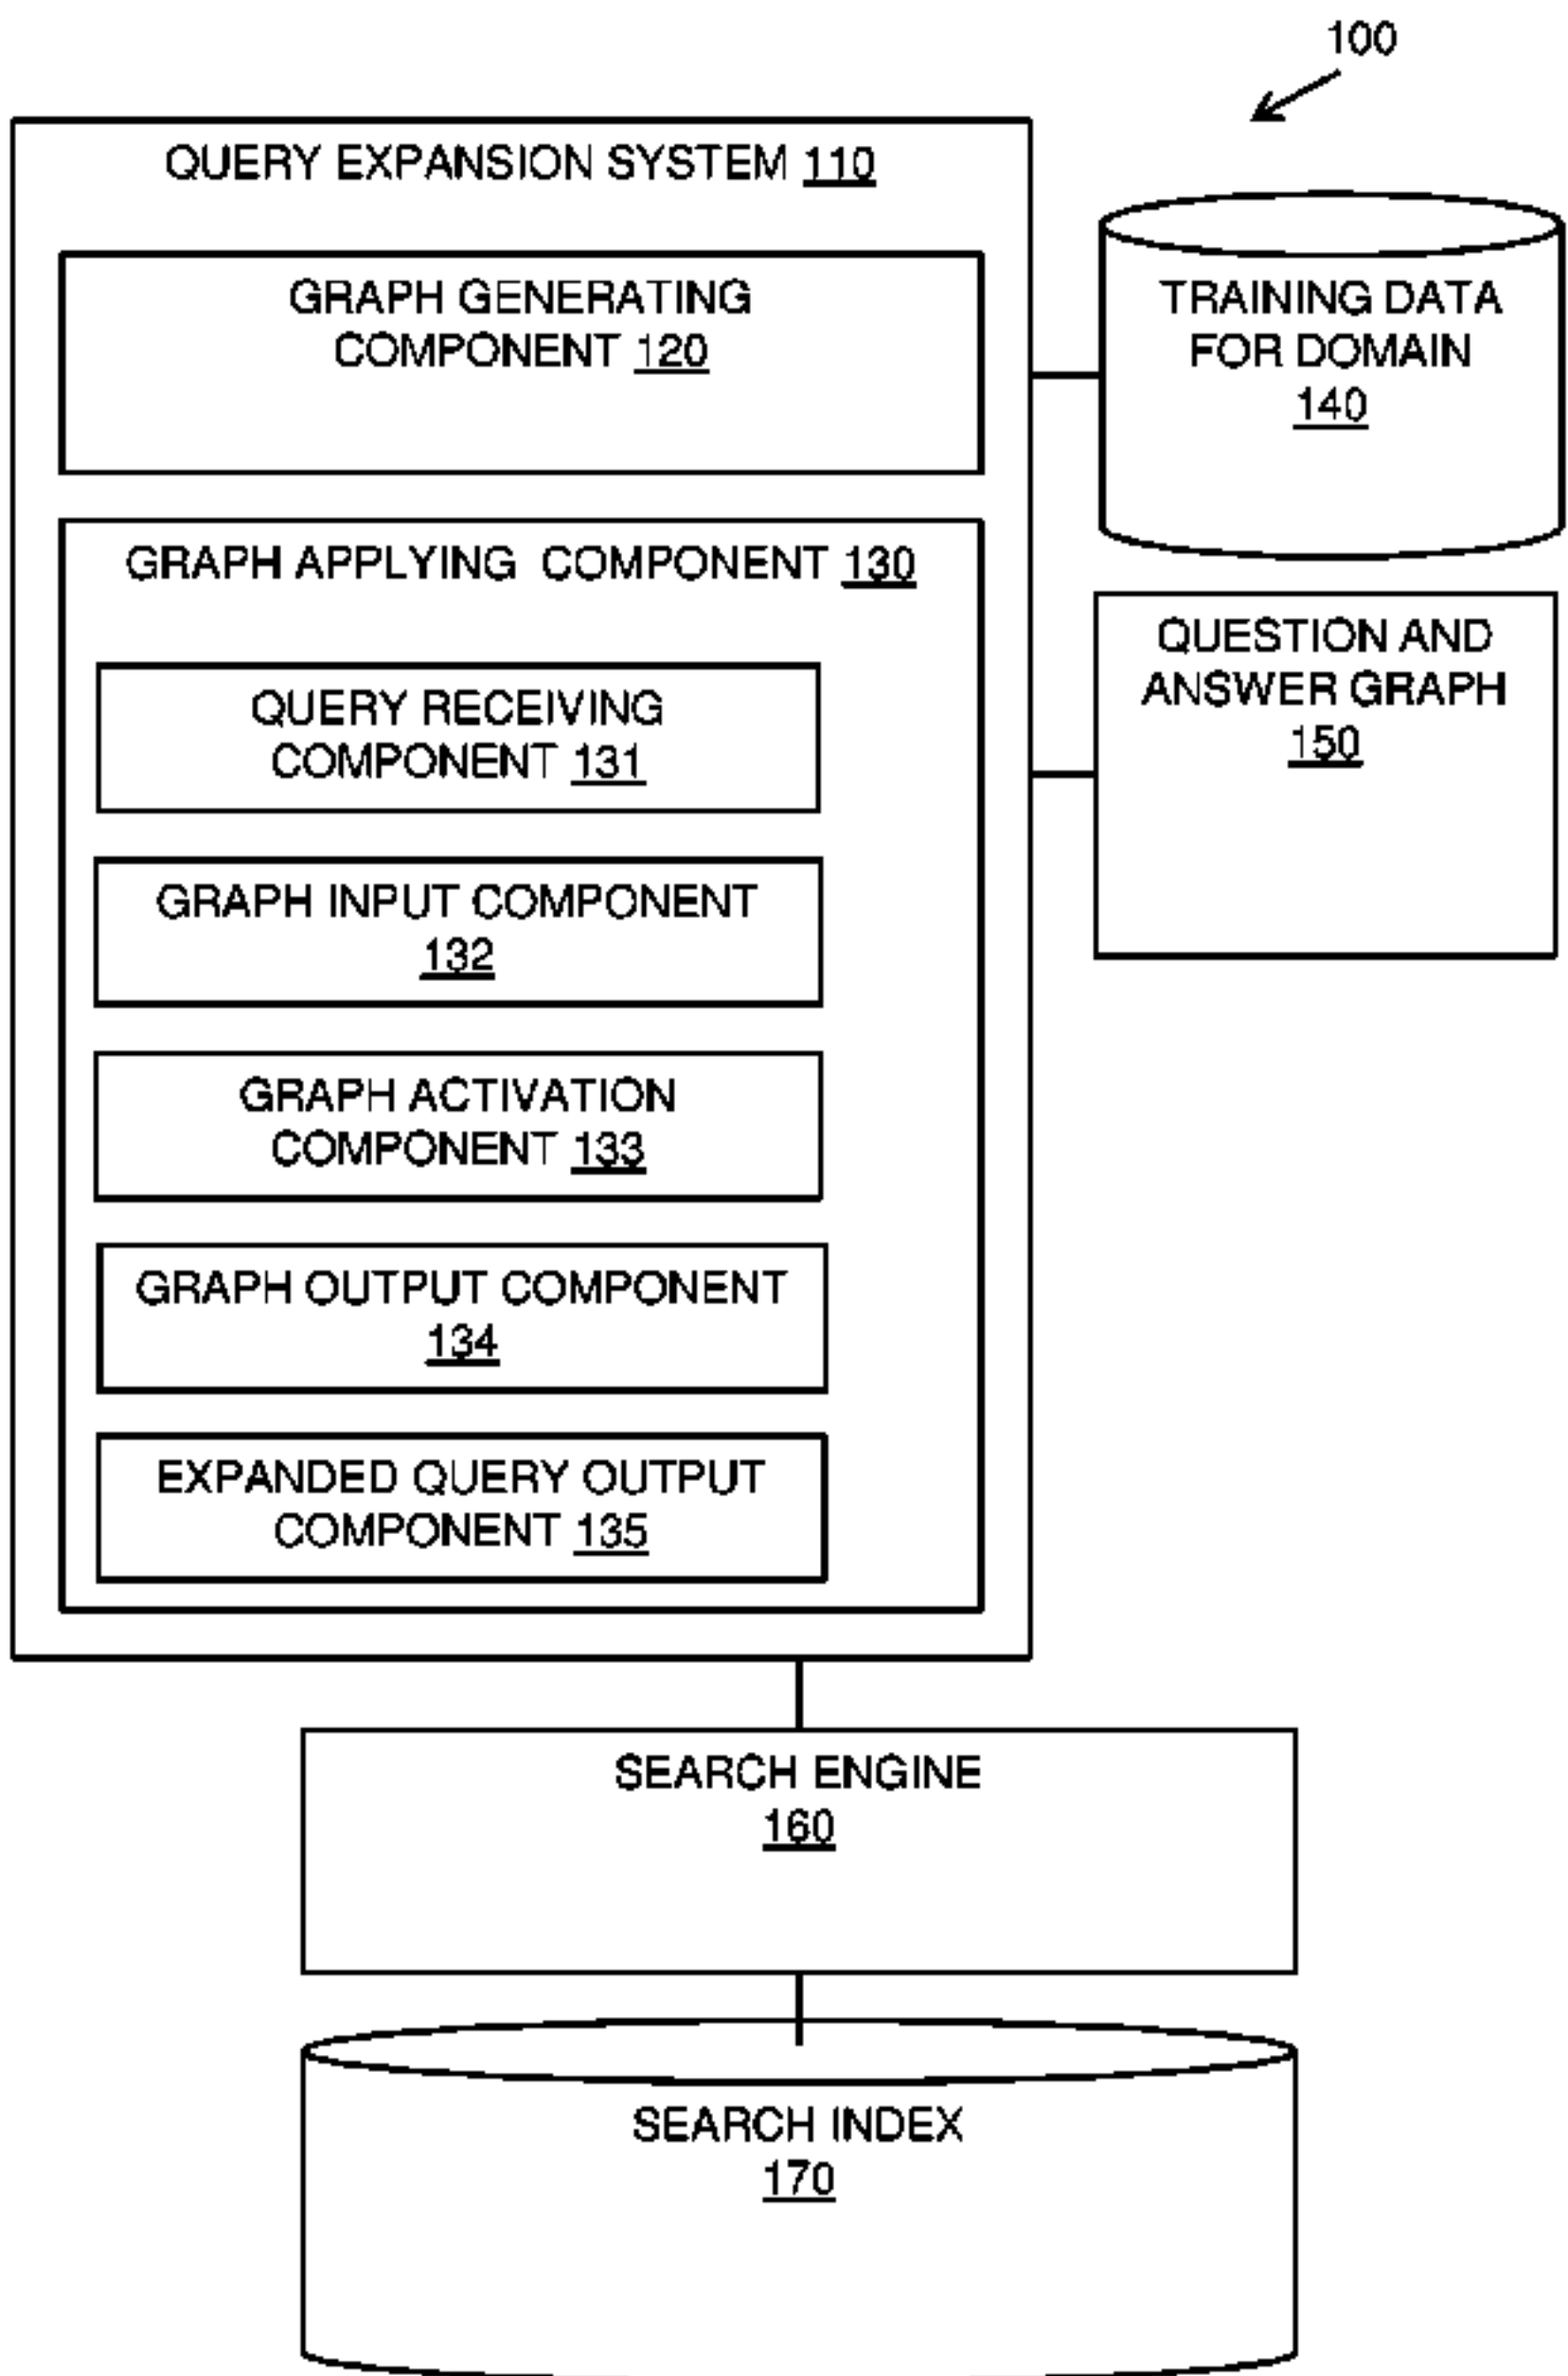 100
QUERY EXPANSION SYSTEM 110
GRAPH GENERATING
COMPONENT 120
TRAINING DATA
FOR DOMAIN
140
GRAPH APPLYING COMPONENT 130
QUESTION AND
ANSWER GRAPH
150
QUERY RECEIVING
COMPONENT 131
GRAPH INPUT COMPONENT
132
GRAPH ACTIVATION
COMPONENT 133
GRAPH OUTPUT COMPONENT
134
EXPANDED QUERY OUTPUT
COMPONENT 135
SEARCH ENGINE
160
SEARCH INDEX
170